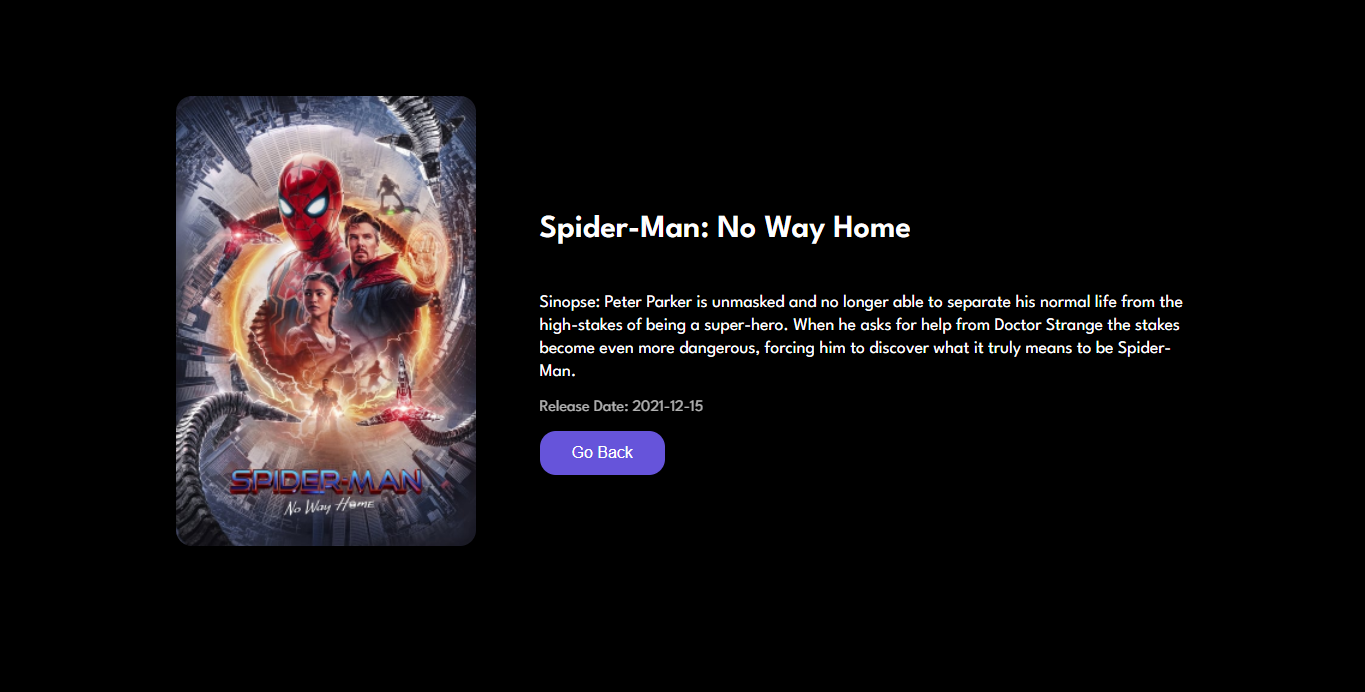 SPIDER-MAN
No Way Home
Spider-Man: No Way Home
Sinopse: Peter Parker is unmasked and no longer able to separate his normal life from the
high-stakes of being a super-hero. When he asks for help from Doctor Strange the stakes
become even more dangerous, forcing him to discover what it truly means to be Spider-
Man.
Release Date: 2021-12-15
Go Back